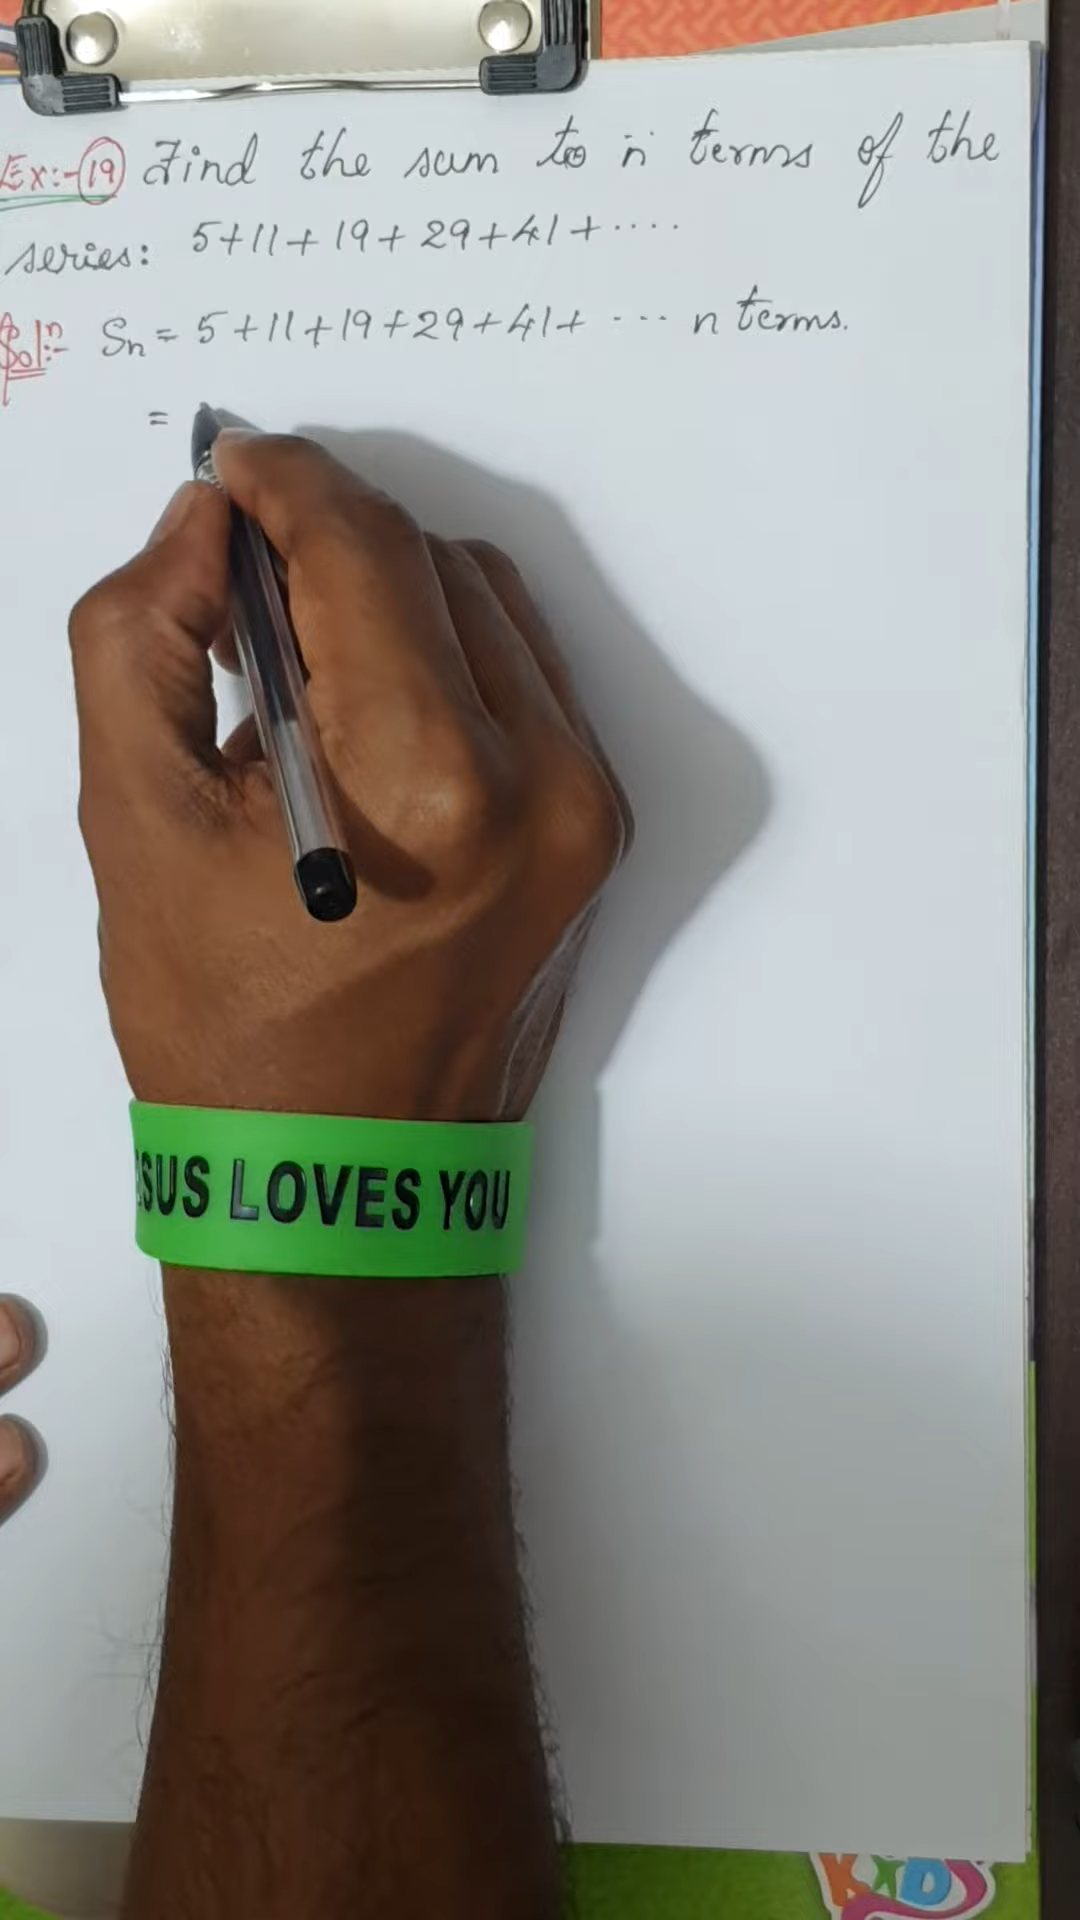 Ex:-19 Find the sum to 'n' terms of the
series: 5+11+19+29+41+....
Solⁿ:- Sn = 5+11+19+29+41+ --- n terms.
=
SUS LOVES YOU
KIDS